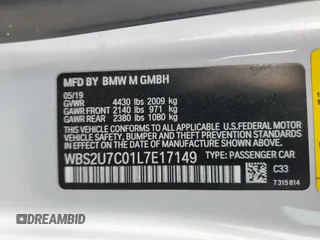 MFD BY BMW M GMBH
05/19
GVWR 4430 lbs 2009 kg
GAWR FRONT 2140 lbs 971 kg
GAWR REAR 2380 lbs 1080 kg
THIS VEHICLE CONFORMS TO ALL APPLICABLE U.S. FEDERAL MOTOR
VEHICLE SAFETY, BUMPER, AND THEFT PREVENTION STANDARDS
IN EFFECT ON THE DATE OF MANUFACTURE SHOWN ABOVE.
WBS2U7C01L7E17149 TYPE: PASSENGER CAR
C33
7 315 814
DREAMBID